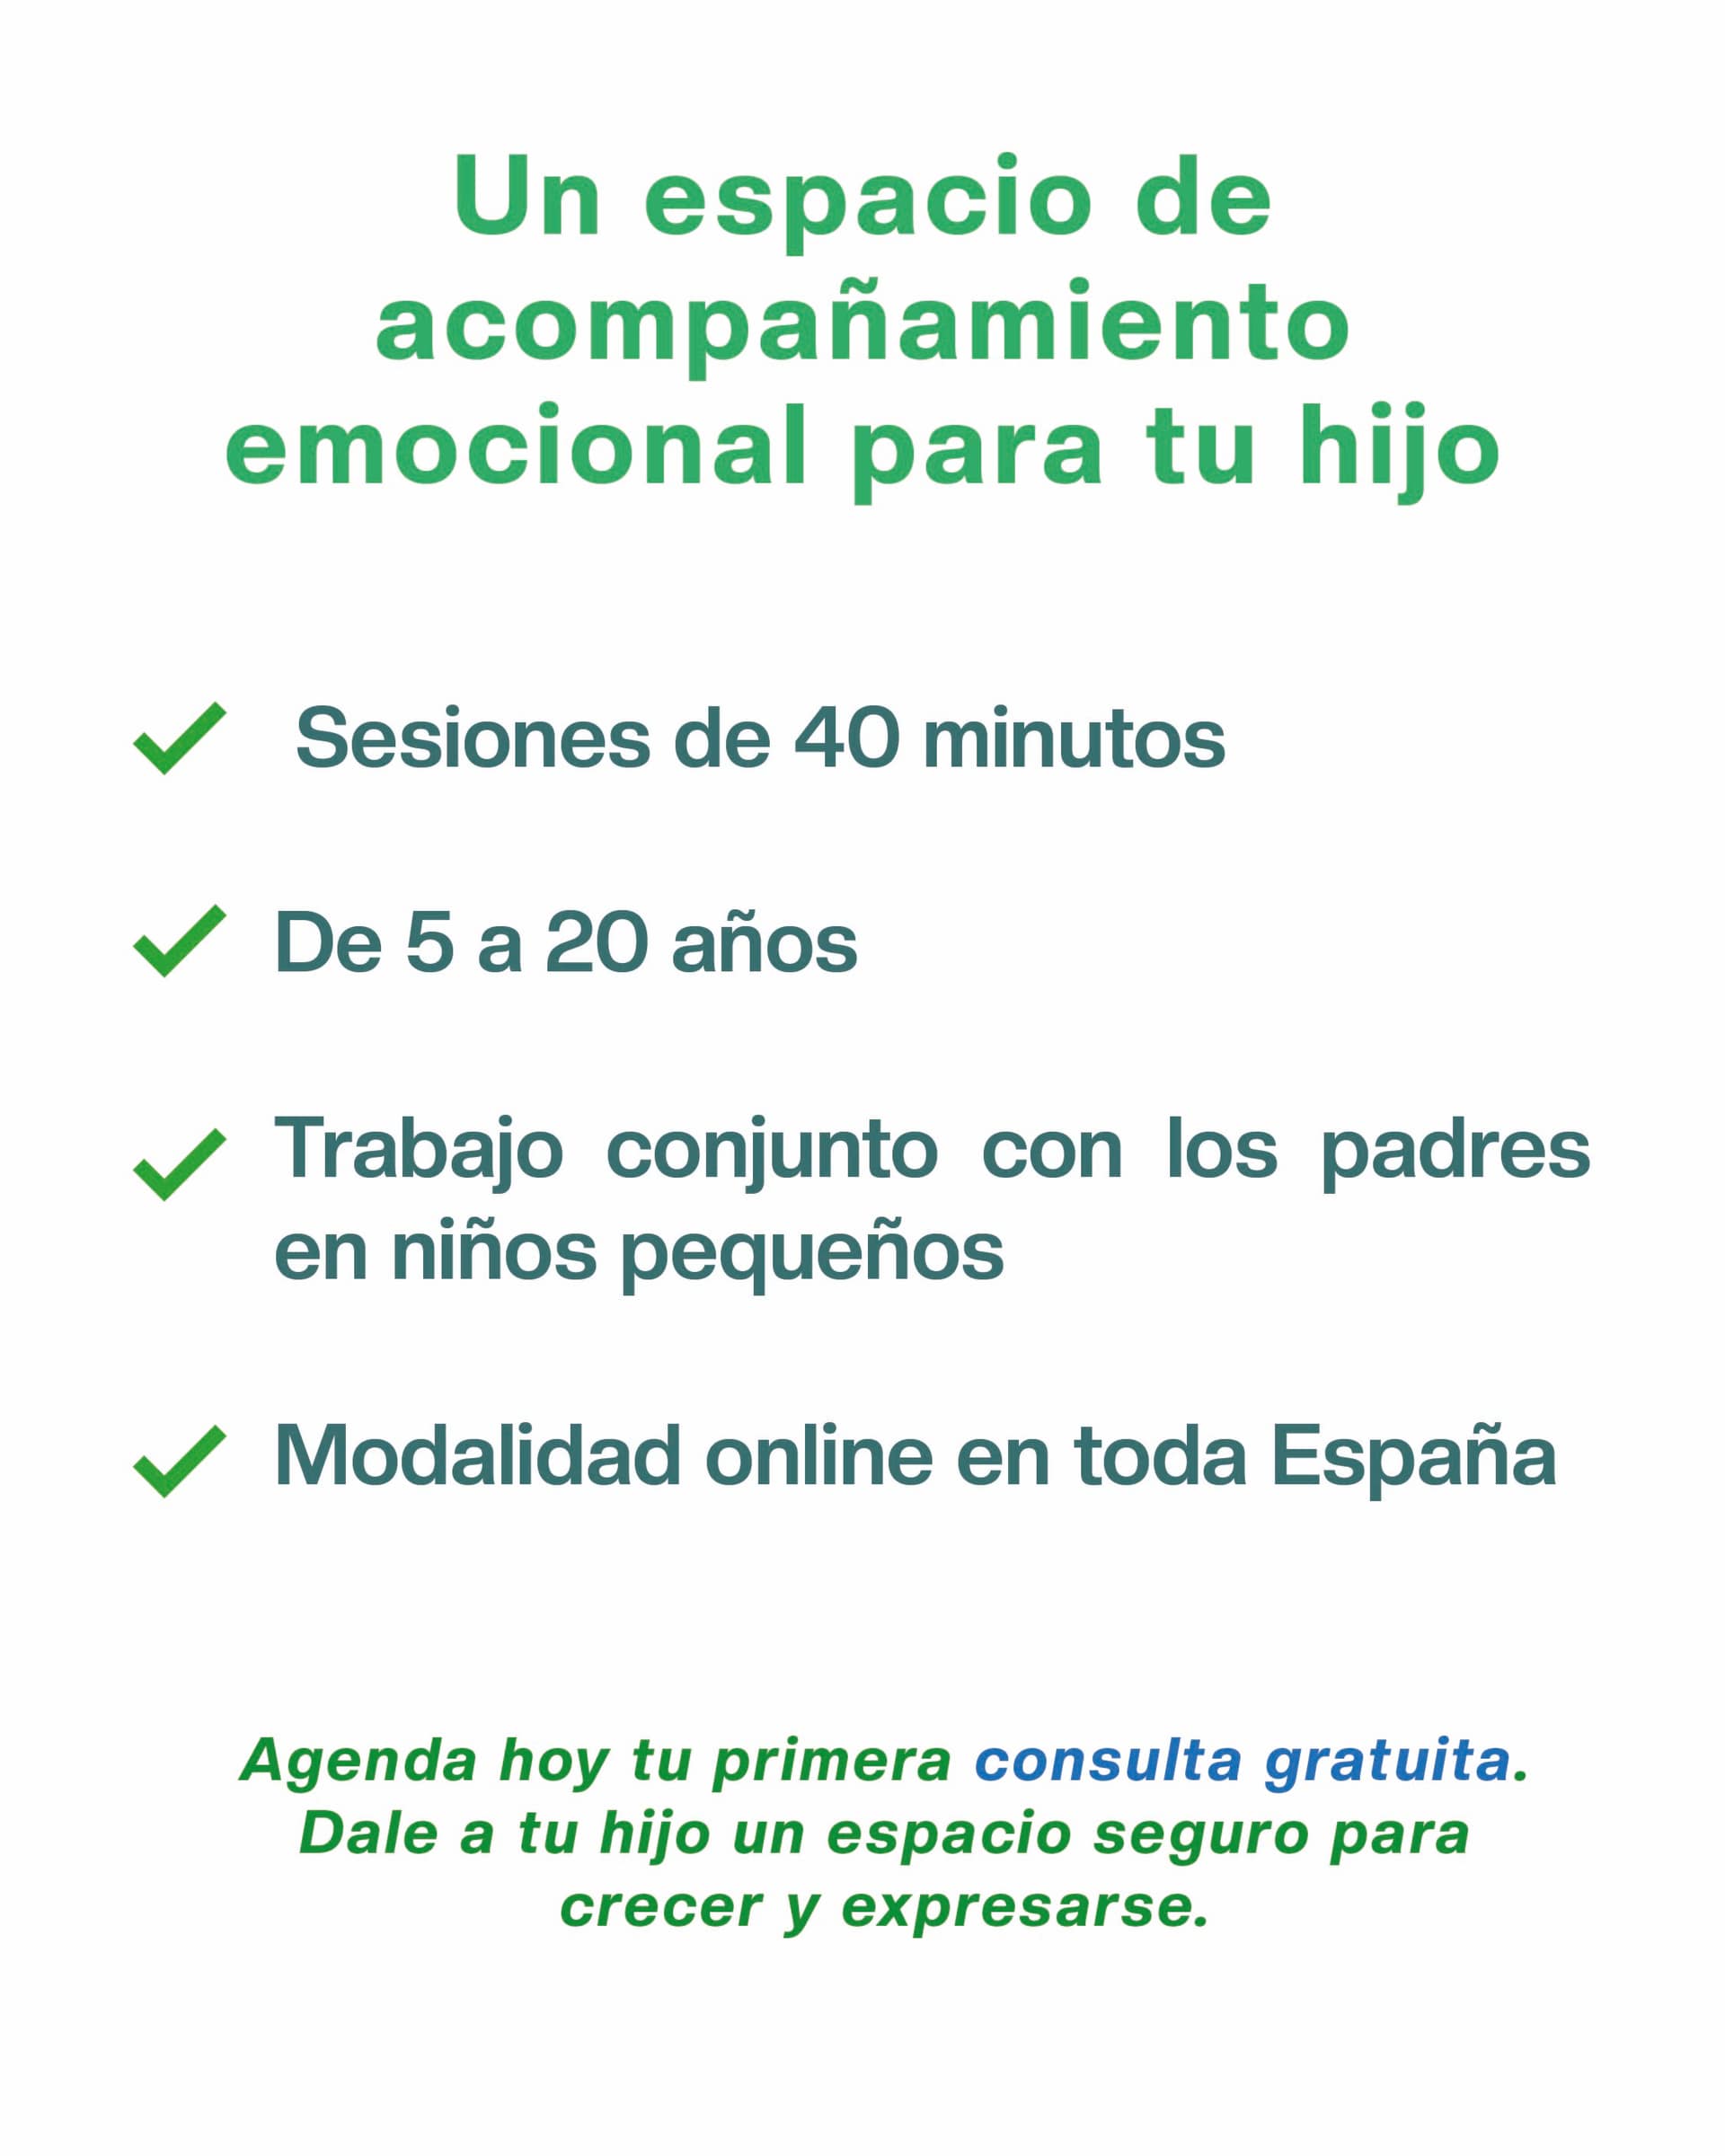 Un espacio de
acompañamiento
emocional para tu hijo
Sesiones de 40 minutos
De 5 a 20 años
Trabajo conjunto con los padres
en niños pequeños
Modalidad online en toda España
Agenda hoy tu primera consulta gratuita.
Dale a tu hijo un espacio seguro para
crecer y expresarse.